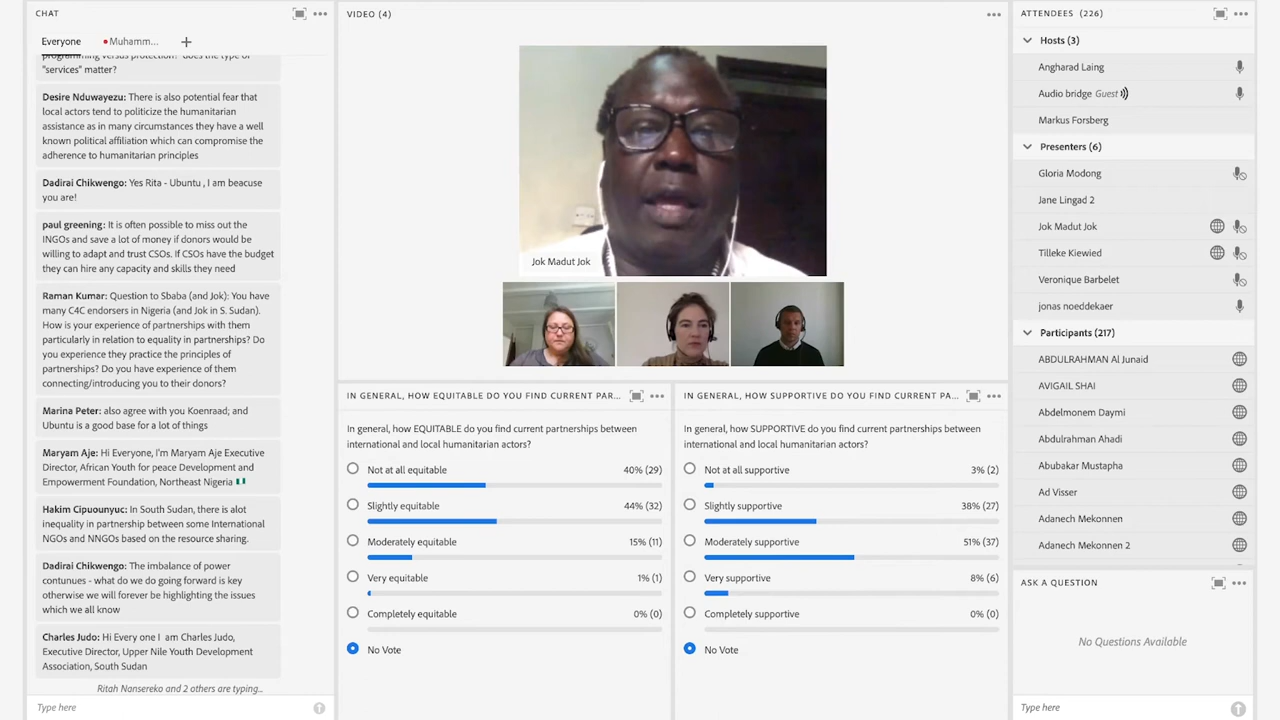 CHAT
Everyone
Muhamm...
programming versus protection? does the type of
"services" matter?
Desire Nduwayezu: There is also potential fear that
local actors tend to politicize the humanitarian
assistance as in many circumstances they have a well
known political affiliation which can compromise the
adherence to humanitarian principles
Dadirai Chikwengo: Yes Rita - Ubuntu , I am beacuse
you are!
paul greening: It is often possible to miss out the
INGOs and save a lot of money if donors would be
willing to adapt and trust CSOs. If CSOs have the budget
they can hire any capacity and skills they need
Raman Kumar: Question to Sbaba (and Jok): You have
many C4C endorsers in Nigeria (and Jok in S. Sudan).
How is your experience of partnerships with them
particularly in relation to equality in partnerships? Do
you experience they practice the principles of
partnerships? Do you have experience of them
connecting/introducing you to their donors?
Marina Peter: also agree with you Koenraad; and
Ubuntu is a good base for a lot of things
Maryam Aje: Hi Everyone, I'm Maryam Aje Executive
Director, African Youth for peace Development and
Empowerment Foundation, Northeast Nigeria
Hakim Cipuounyuc: In South Sudan, there is alot
inequality in partnership between some International
NGOs and NNGOs based on the resource sharing.
Dadirai Chikwengo: The imbalance of power
contunues - what do we do going forward is key
otherwise we will forever be highlighting the issues
which we all know
Charles Judo: Hi Every one I am Charles Judo,
Executive Director, Upper Nile Youth Development
Association, South Sudan
Ritah Nansereko and 2 others are typing...
Type here
VIDEO (4)
Jok Madut Jok
IN GENERAL, HOW EQUITABLE DO YOU FIND CURRENT PAR...
In general, how EQUITABLE do you find current partnerships between
international and local humanitarian actors?
Not at all equitable 40% (29)
Slightly equitable 44% (32)
Moderately equitable 15% (11)
Very equitable 1% (1)
Completely equitable 0% (0)
No Vote
IN GENERAL, HOW SUPPORTIVE DO YOU FIND CURRENT PA...
In general, how SUPPORTIVE do you find current partnerships between
international and local humanitarian actors?
Not at all supportive 3% (2)
Slightly supportive 38% (27)
Moderately supportive 51% (37)
Very supportive 8% (6)
Completely supportive 0% (0)
No Vote
ATTENDEES (226)
Hosts (3)
Angharad Laing
Audio bridge Guest
Markus Forsberg
Presenters (6)
Gloria Modong
Jane Lingad 2
Jok Madut Jok
Tilleke Kiewied
Veronique Barbelet
jonas noeddekaer
Participants (217)
ABDULRAHMAN Al Junaid
AVIGAIL SHAI
Abdelmonem Daymi
Abdulrahman Ahadi
Abubakar Mustapha
Ad Visser
Adanech Mekonnen
Adanech Mekonnen 2
ASK A QUESTION
No Questions Available
Type here